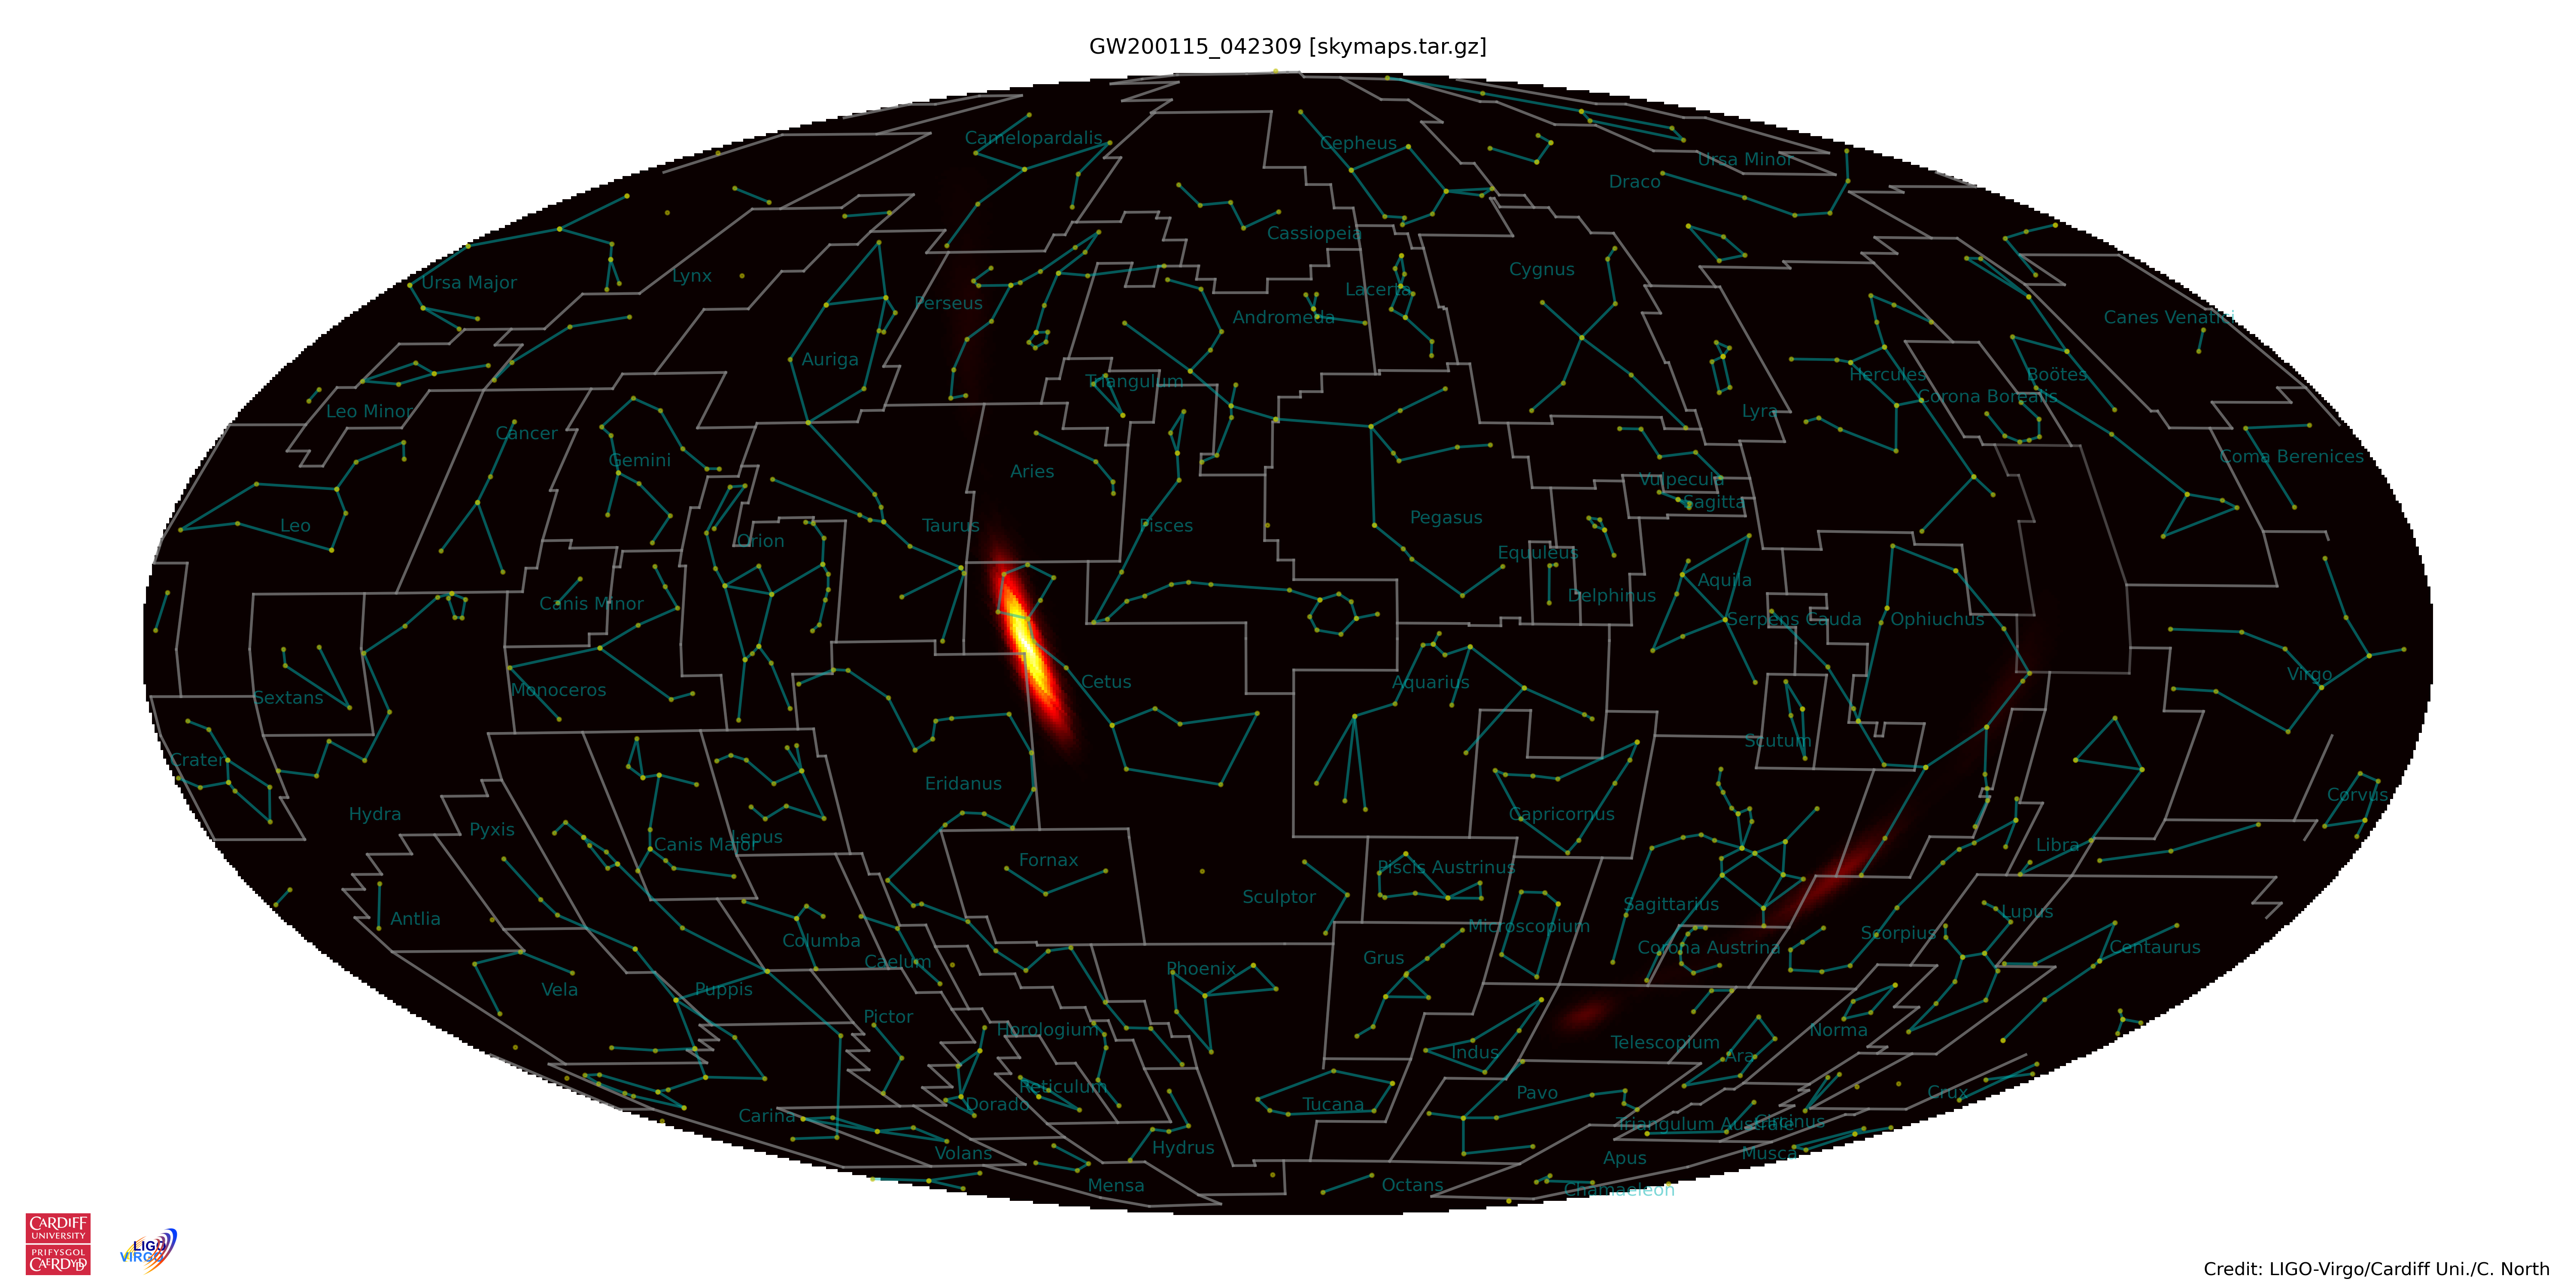 GW200115_042309 [skymaps.tar.gz]
Camelopardalis
Cepheus
Ursa Minor
Draco
Cassiopeia
Cygnus
Lynx
Ursa Major
Lacerta
Perseus
Andromeda
Canes Venatici
Auriga
Hercules
Boötes
Triangulum
Corona Borealis
Leo Minor
Lyra
Cancer
Coma Berenices
Gemini
Aries
Vulpecula
Sagitta
Pegasus
Leo
Taurus
Pisces
Orion
Equuleus
Aquila
Delphinus
Canis Minor
Serpens Cauda
Ophiuchus
Virgo
Cetus
Aquarius
Monoceros
Sextans
Scutum
Crater
Eridanus
Corvus
Hydra
Capricornus
Pyxis
Lepus
Canis Major
Libra
Fornax
Piscis Austrinus
Sculptor
Sagittarius
Lupus
Antlia
Microscopium
Scorpius
Columba
Corona Austrina
Centaurus
Grus
Caelum
Phoenix
Vela
Puppis
Pictor
Horologium
Norma
Telescopium
Indus
Ara
Reticulum
Pavo
Crux
Dorado
Tucana
Carina
Triangulum Australe
Circinus
Hydrus
Volans
Musca
Apus
Mensa
Octans
Chamaeleon
CARDIFF
UNIVERSITY
PRIFYSGOL
CAERDYDD
LIGO
VIRGO
Credit: LIGO-Virgo/Cardiff Uni./C. North